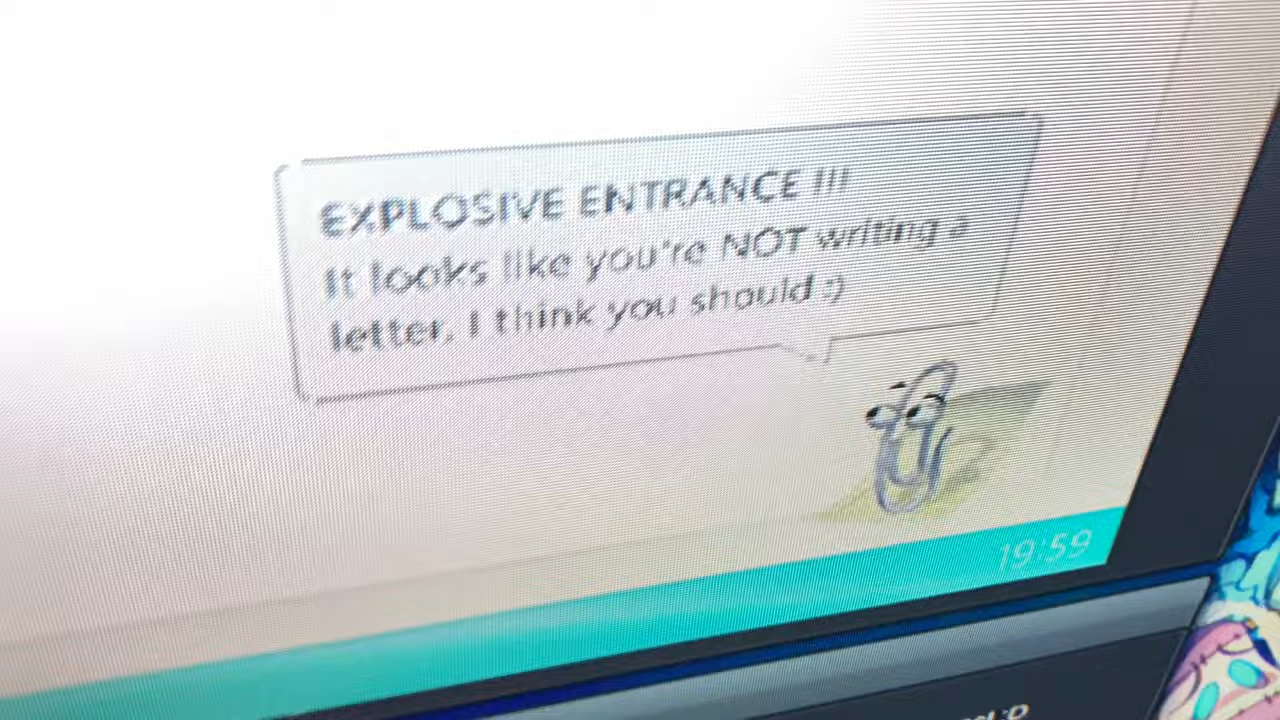 EXPLOSIVE ENTRANCE !!!
It looks like you're NOT writing a
letter. I think you should :)
19:59